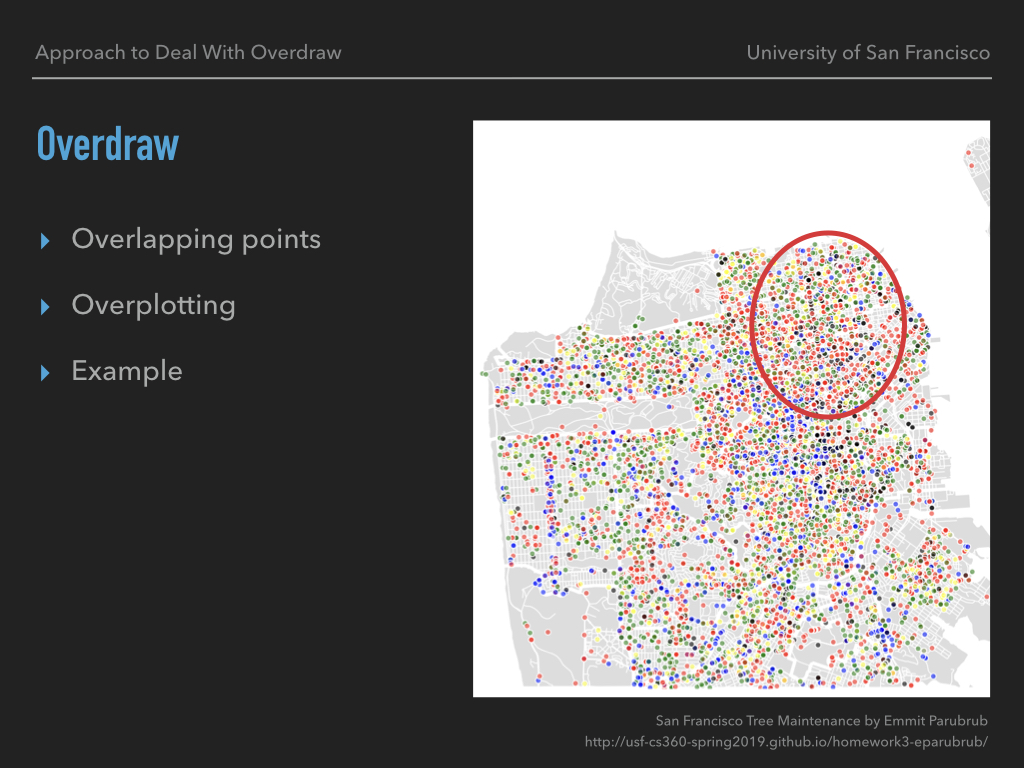 Approach to Deal With Overdraw
University of San Francisco
Overdraw
Overlapping points
Overplotting
Example
San Francisco Tree Maintenance by Emmit Parubrub
http://usf-cs360-spring2019.github.io/homework3-eparubrub/